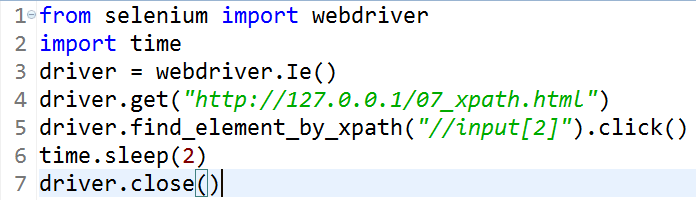 1 from selenium import webdriver
2 import time
3 driver = webdriver.Ie()
4 driver.get("http://127.0.0.1/07_xpath.html")
5 driver.find_element_by_xpath("//input[2]").click()
6 time.sleep(2)
7 driver.close()